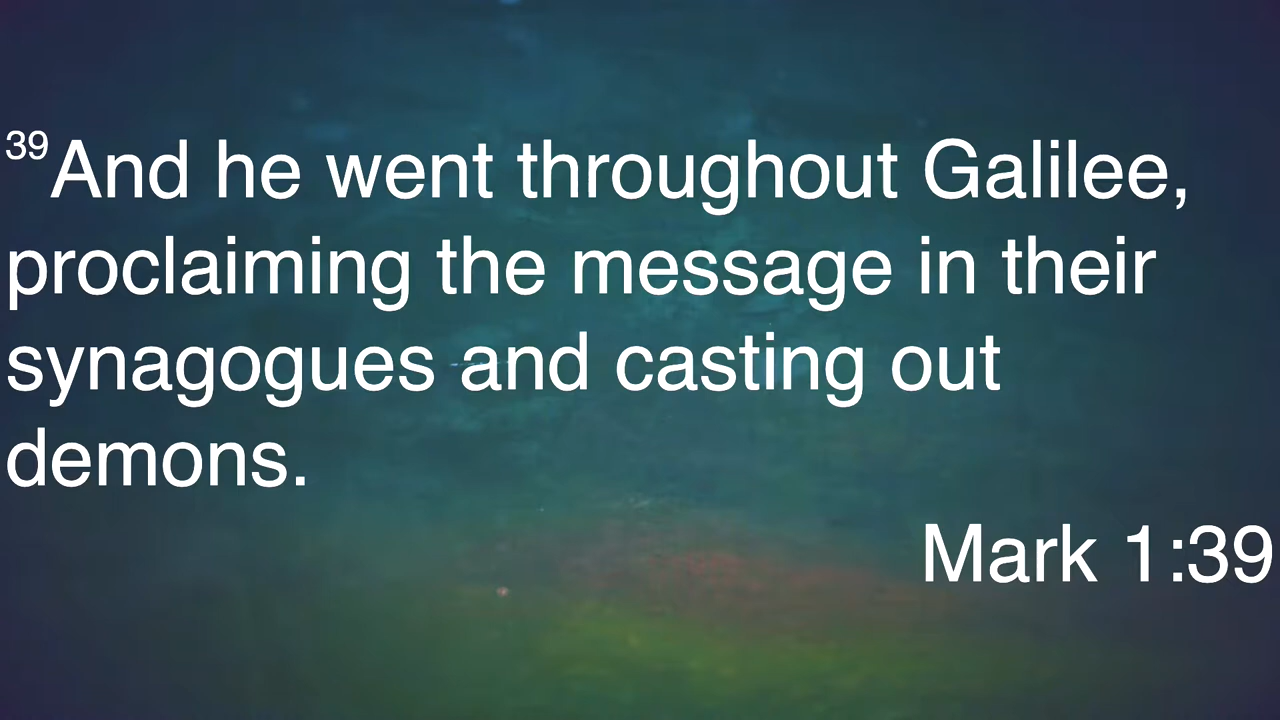 39And he went throughout Galilee,
proclaiming the message in their
synagogues and casting out
demons.
Mark 1:39